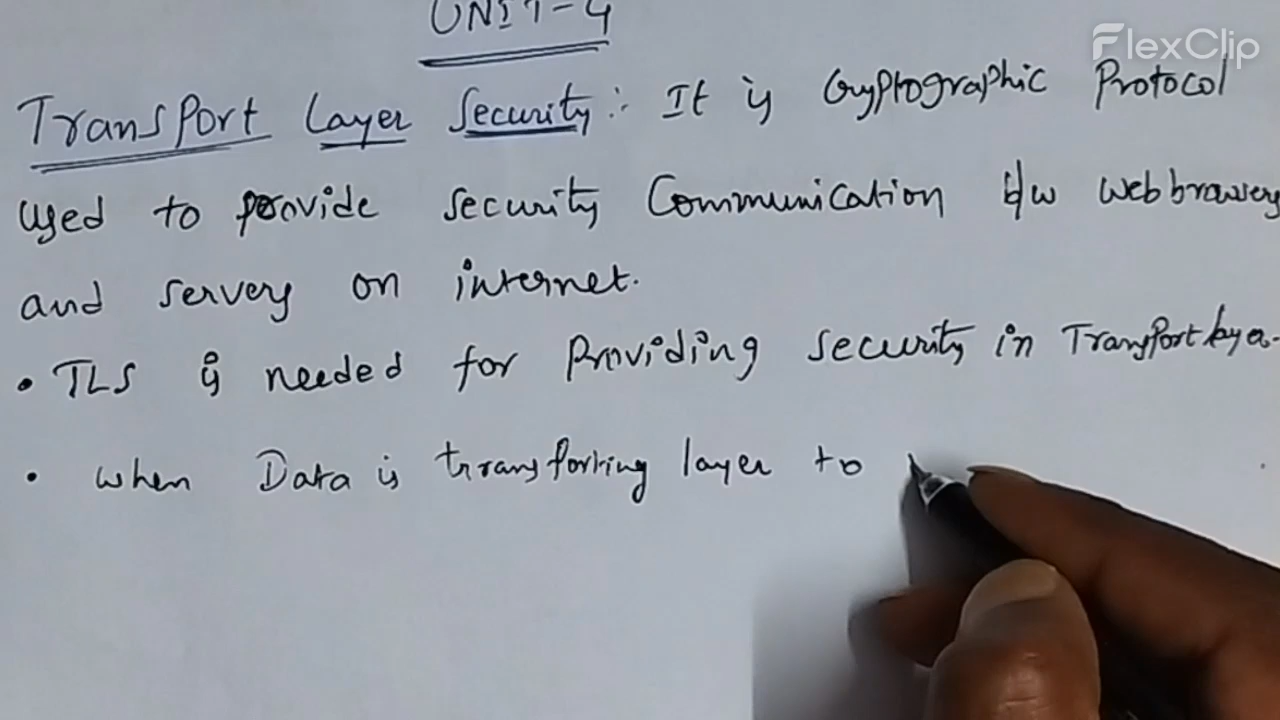 UNIT-4
FlexClip
Transport Layer Security: It is Cryptographic Protocol
used to provide security Communication b/w webbrowsers
and servers on internet.
• TLS is needed for Providing security in Transport layer.
• when Data is transporting layer to